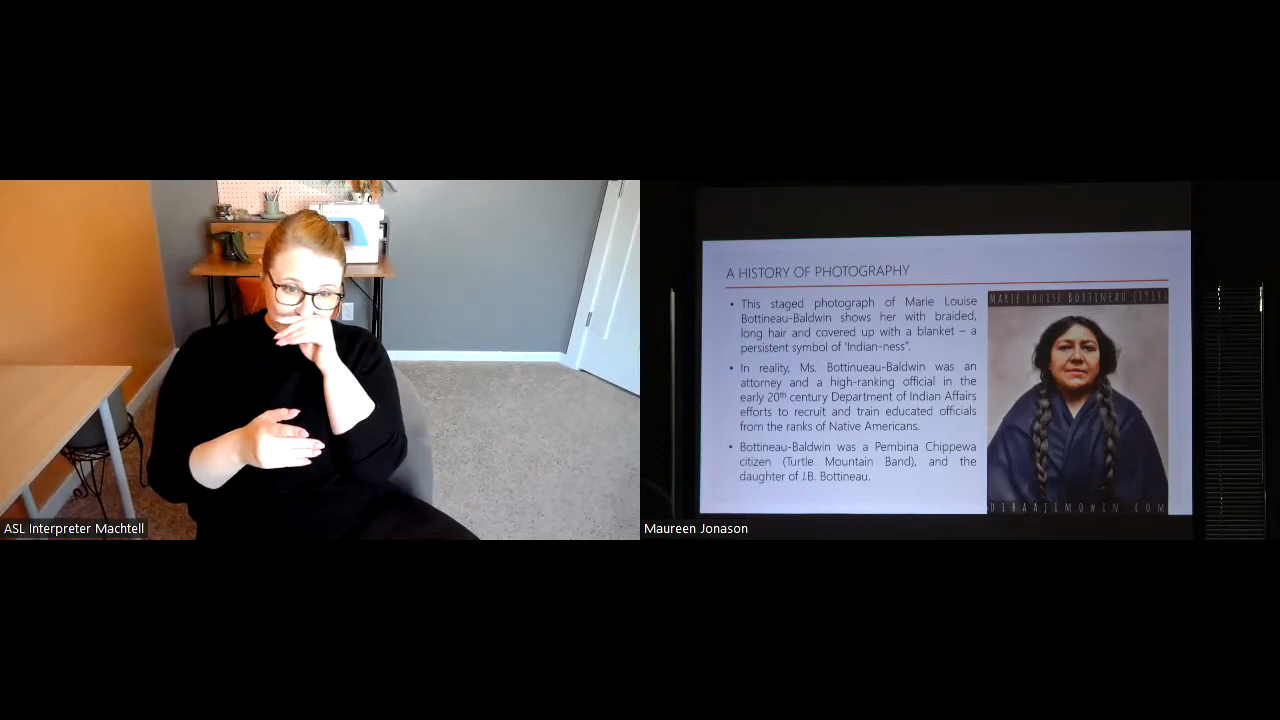 ASL Interpreter Machtell
A HISTORY OF PHOTOGRAPHY
• This staged photograph of Marie Louise
Bottineau-Baldwin shows her with braided,
long hair and covered up with a blanket – a
persistent symbol of 'Indian-ness".
• In reality, Ms. Bottinueau-Baldwin was an
attorney and a high-ranking official in the
early 20th century Department of Indian Affairs
efforts to recruit and train educated officials
from the ranks of Native Americans.
• Bottineau-Baldwin was a Pembina Chippewa
citizen (Turtle Mountain Band), and the
daughter of J.B. Bottineau.
MARIE LOUISE BOTTINEAU (1914)
DIBAAJIMOWIN.COM
Maureen Jonason